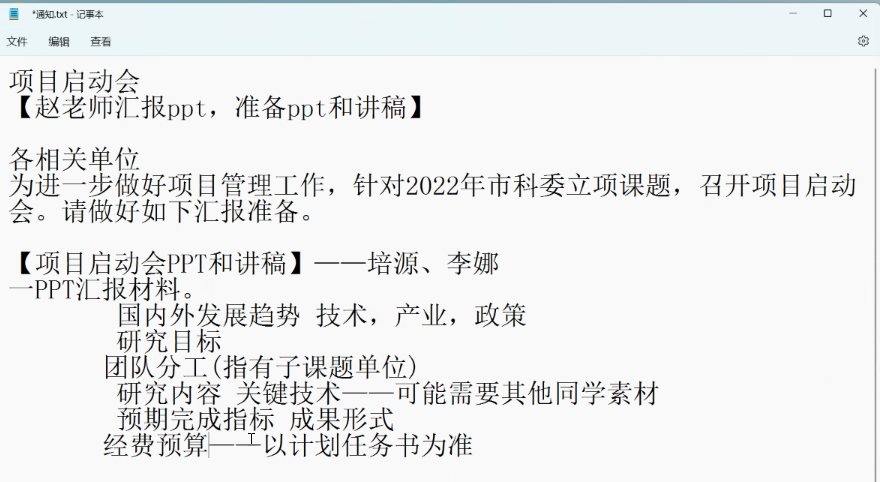 *通知.txt - 记事本
文件 编辑 查看
项目启动会
【赵老师汇报ppt，准备ppt和讲稿】
各相关单位
为进一步做好项目管理工作，针对2022年市科委立项课题，召开项目启动
会。请做好如下汇报准备。
【项目启动会PPT和讲稿】——培源、李娜
一PPT汇报材料。
国内外发展趋势 技术，产业，政策
研究目标
团队分工(指有子课题单位)
研究内容 关键技术——可能需要其他同学素材
预期完成指标 成果形式
经费预算——以计划任务书为准